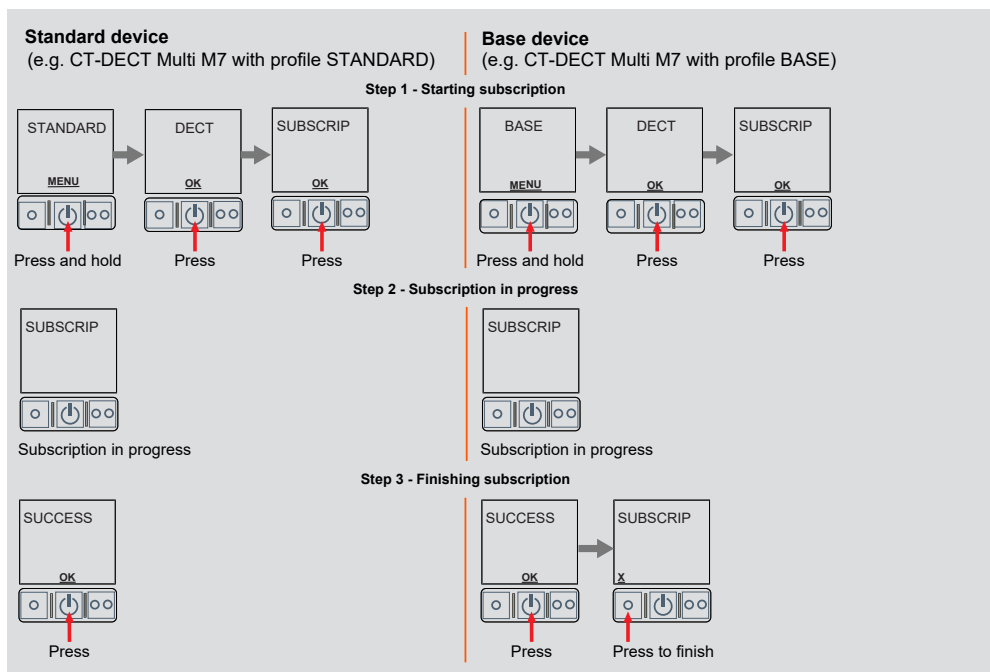 Standard device
(e.g. CT-DECT Multi M7 with profile STANDARD)
Base device
(e.g. CT-DECT Multi M7 with profile BASE)
Step 1 - Starting subscription
STANDARD
MENU
DECT
OK
SUBSCRIP
OK
BASE
MENU
DECT
OK
SUBSCRIP
OK
Press and hold
Press
Press
Press and hold
Press
Press
Step 2 - Subscription in progress
SUBSCRIP
SUBSCRIP
Subscription in progress
Subscription in progress
Step 3 - Finishing subscription
SUCCESS
OK
SUCCESS
OK
SUBSCRIP
X
Press
Press
Press to finish